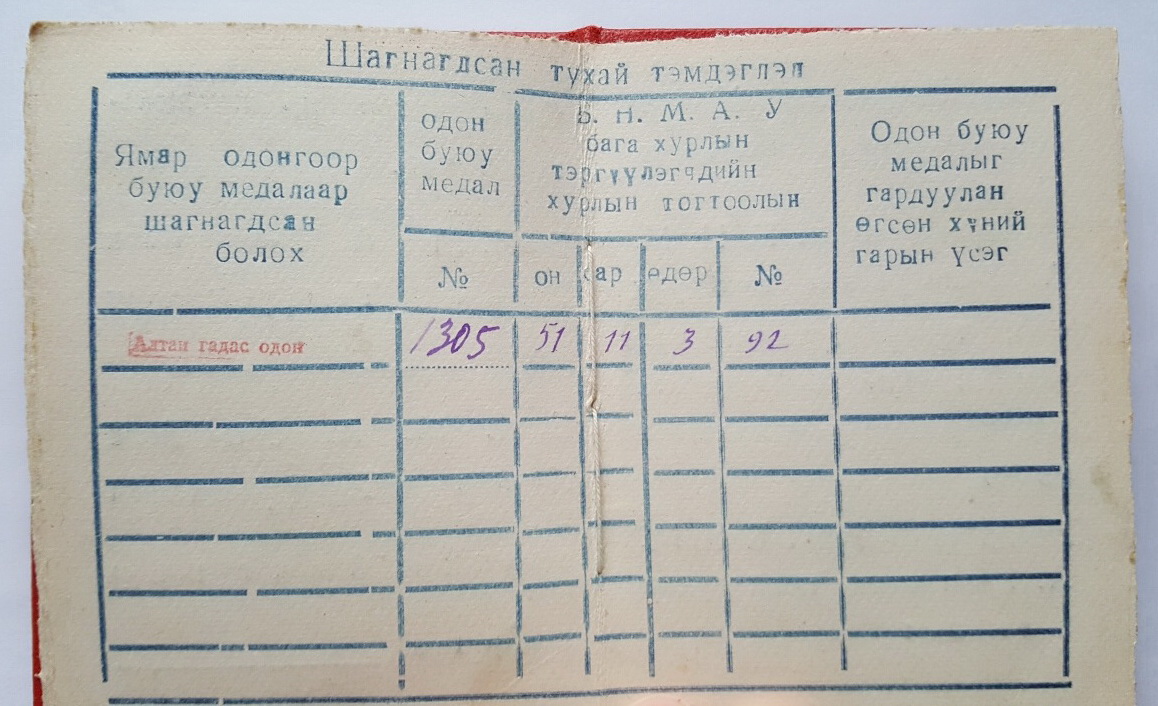 Шагнагдсан тухай тэмдэглэл
Ямар одонгоор
буюу медалаар
шагнагдсан
болох
одон
буюу
медал
№
Б. Н. М. А. У
бага хурлын
тэргүүлэгчдийн
хурлын тогтоолын
он сар өдөр №
Одон буюу
медалыг
гардуулан
өгсөн хүний
гарын үсэг
Алтан гадас одон 1305 51 11 3 92